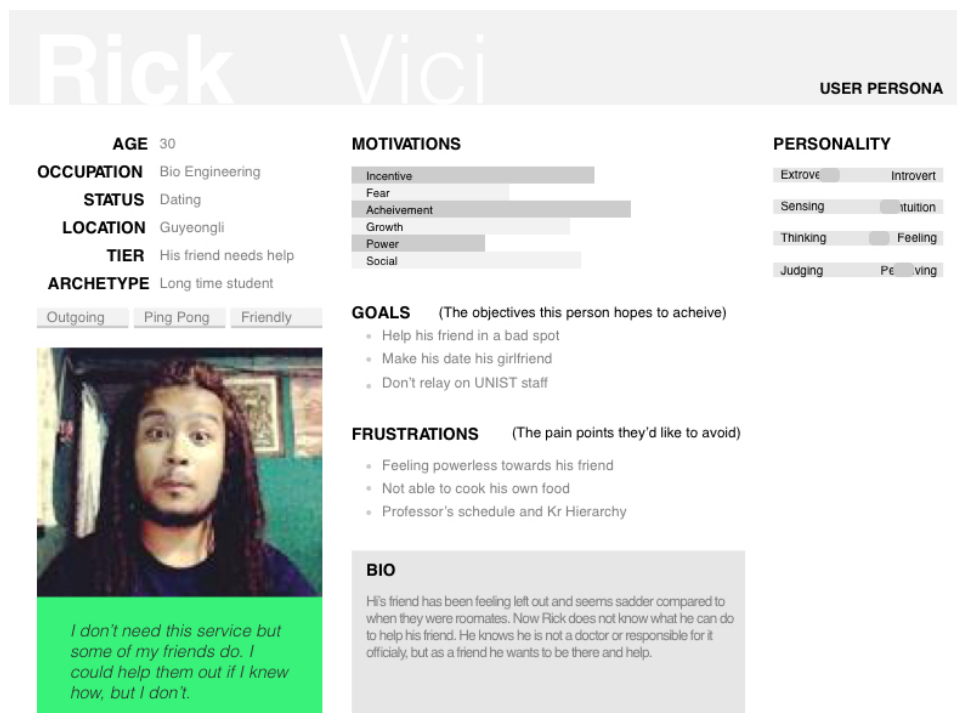 Rick Vici
USER PERSONA
AGE 30
OCCUPATION Bio Engineering
STATUS Dating
LOCATION Guyeongli
TIER His friend needs help
ARCHETYPE Long time student
Outgoing Ping Pong Friendly
I don't need this service but
some of my friends do. I
could help them out if I knew
how, but I don't.
MOTIVATIONS
Incentive
Fear
Acheivement
Growth
Power
Social
GOALS (The objectives this person hopes to acheive)
Help his friend in a bad spot
Make his date his girlfriend
Don't relay on UNIST staff
FRUSTRATIONS (The pain points they'd like to avoid)
Feeling powerless towards his friend
Not able to cook his own food
Professor's schedule and Kr Hierarchy
BIO
Hi's friend has been feeling left out and seems sadder compared to
when they were roomates. Now Rick does not know what he can do
to help his friend. He knows he is not a doctor or responsible for it
officialy, but as a friend he wants to be there and help.
PERSONALITY
Introvert
Sensing
Thinking Feeling
Judging